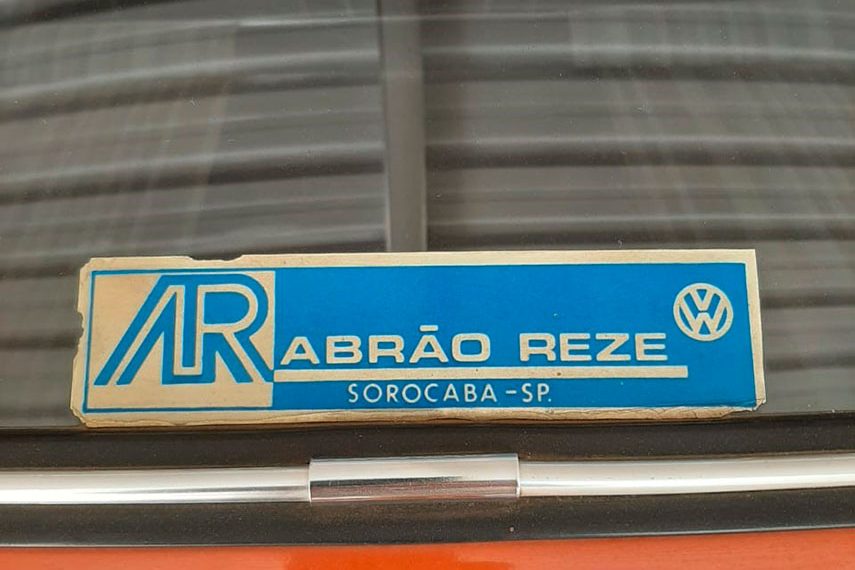 AR
ABRÃO REZE
VW
SOROCABA-SP.